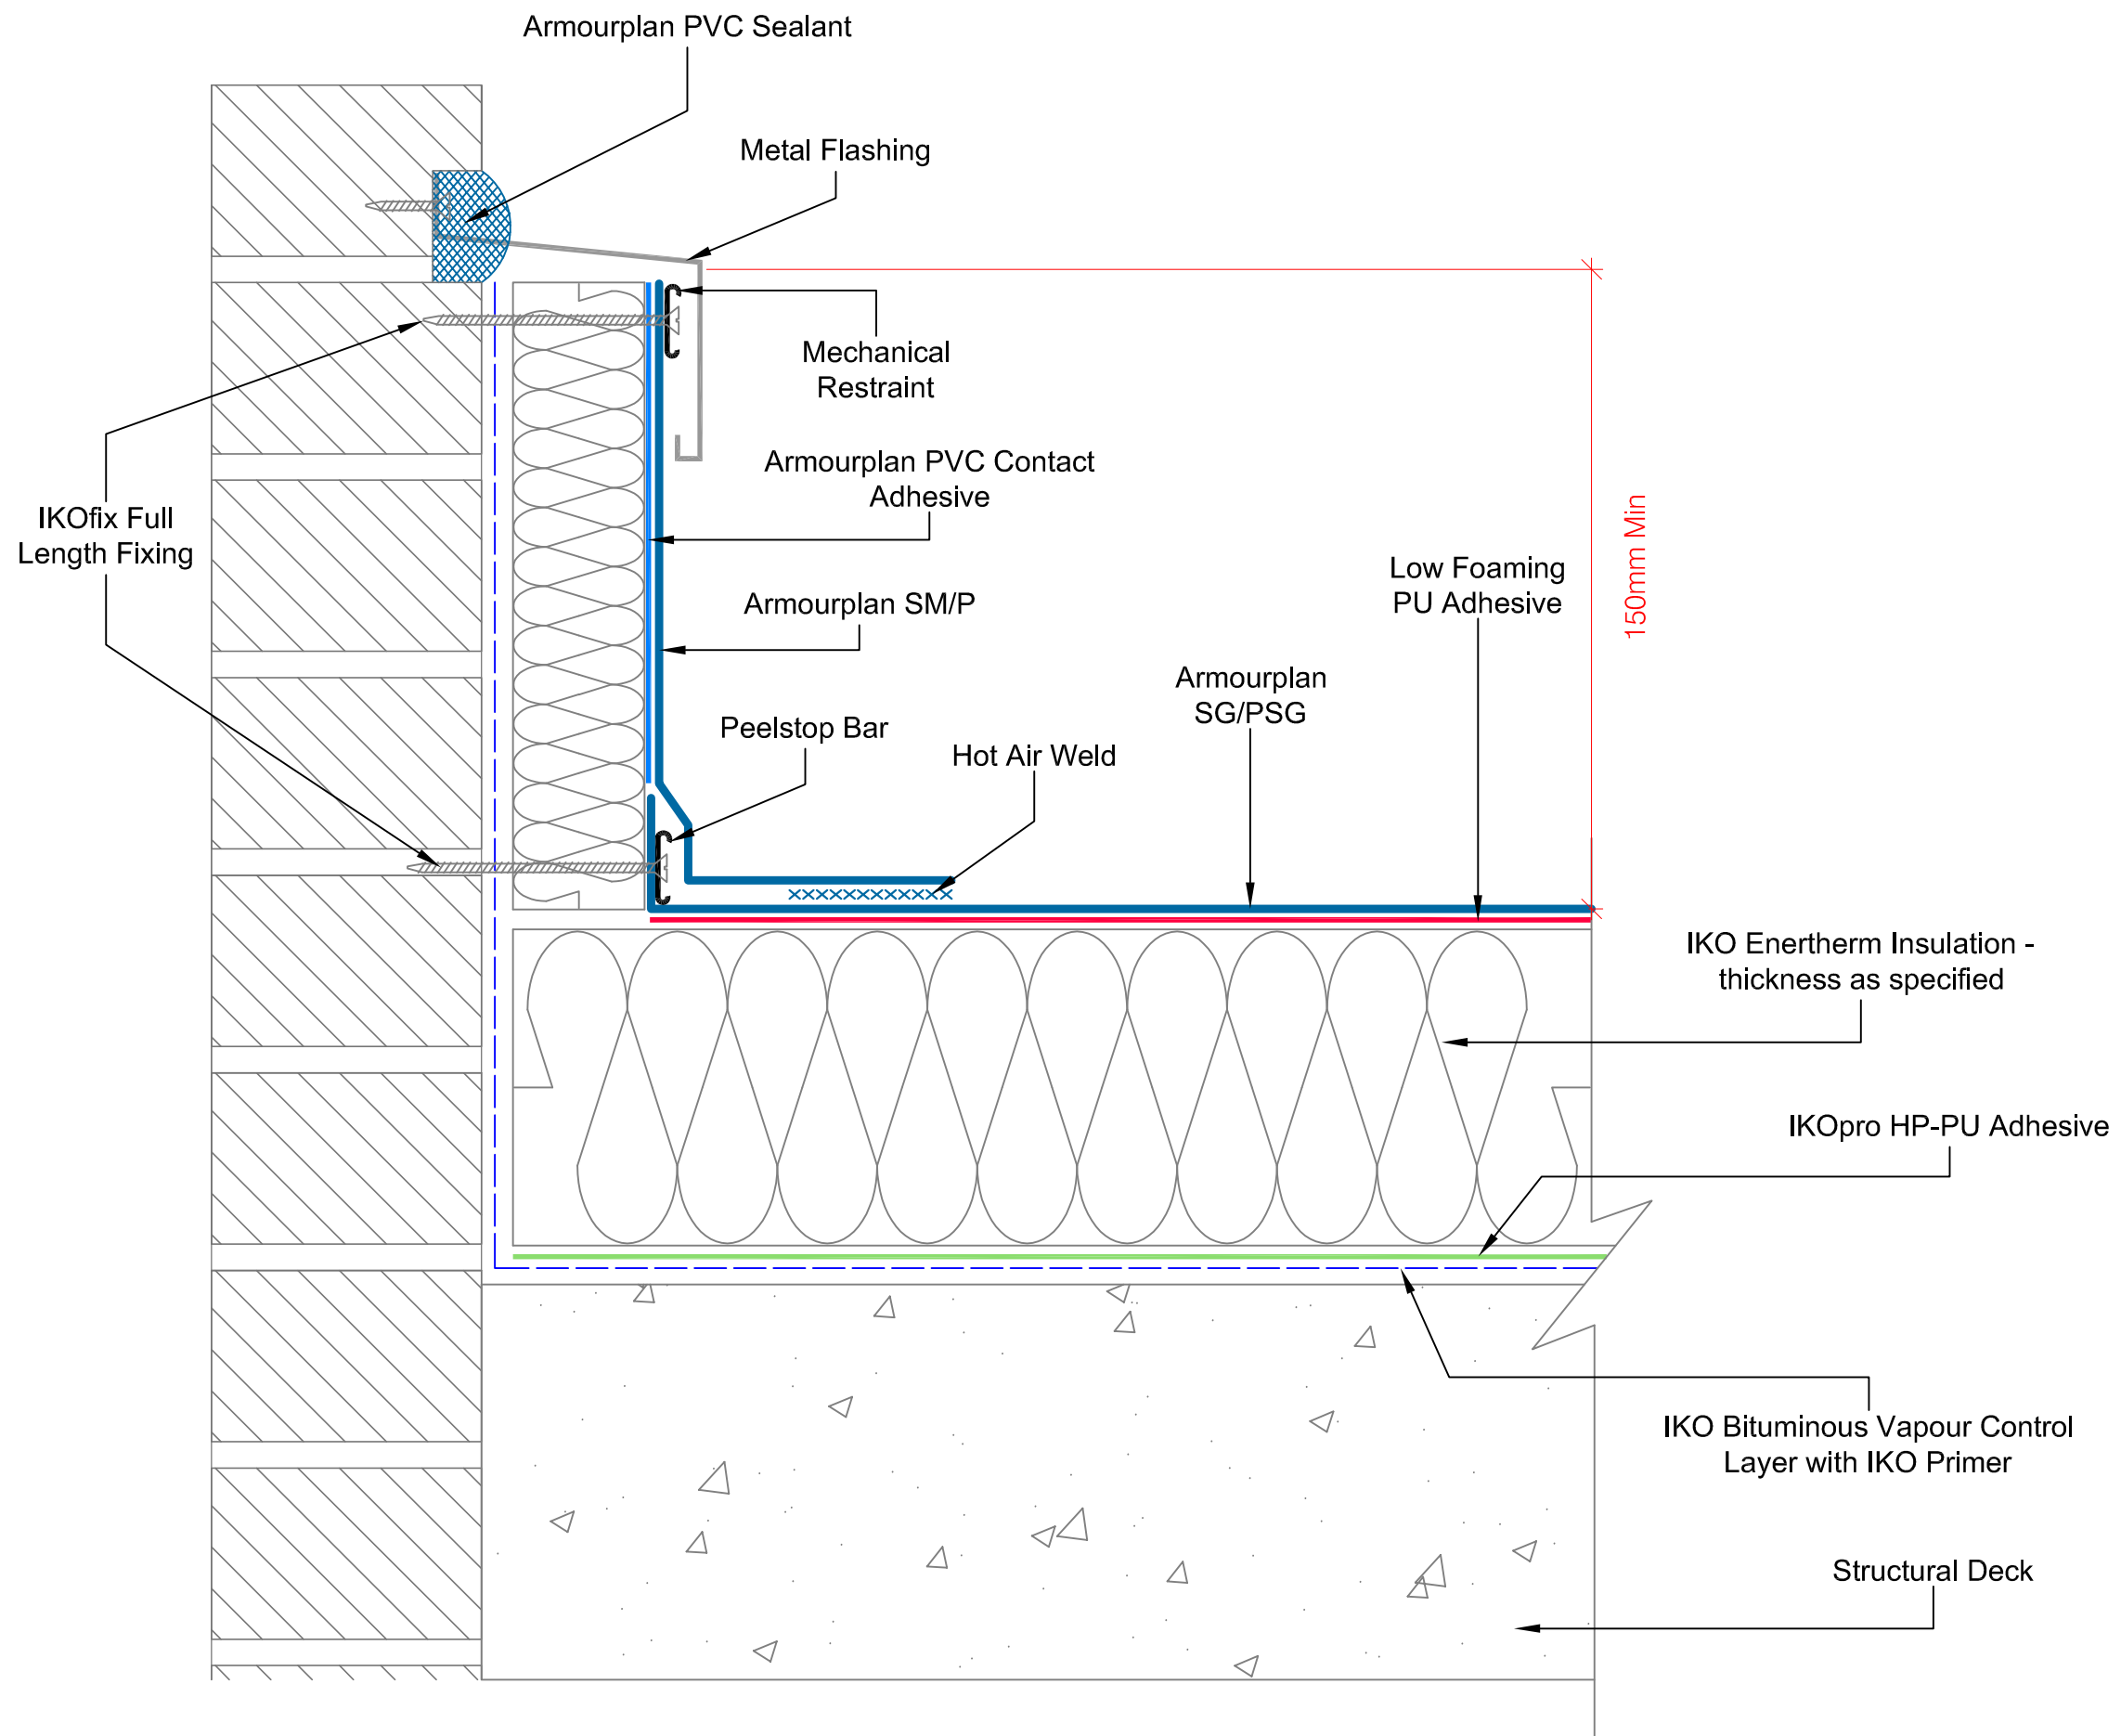 Armourplan PVC Sealant
Metal Flashing
Mechanical
Restraint
Armourplan PVC Contact
Adhesive
IKOfix Full
Length Fixing
Armourplan SM/P
Low Foaming
PU Adhesive
150mm Min
Armourplan
SG/PSG
Peelstop Bar
Hot Air Weld
IKO Enertherm Insulation -
thickness as specified
IKOpro HP-PU Adhesive
IKO Bituminous Vapour Control
Layer with IKO Primer
Structural Deck